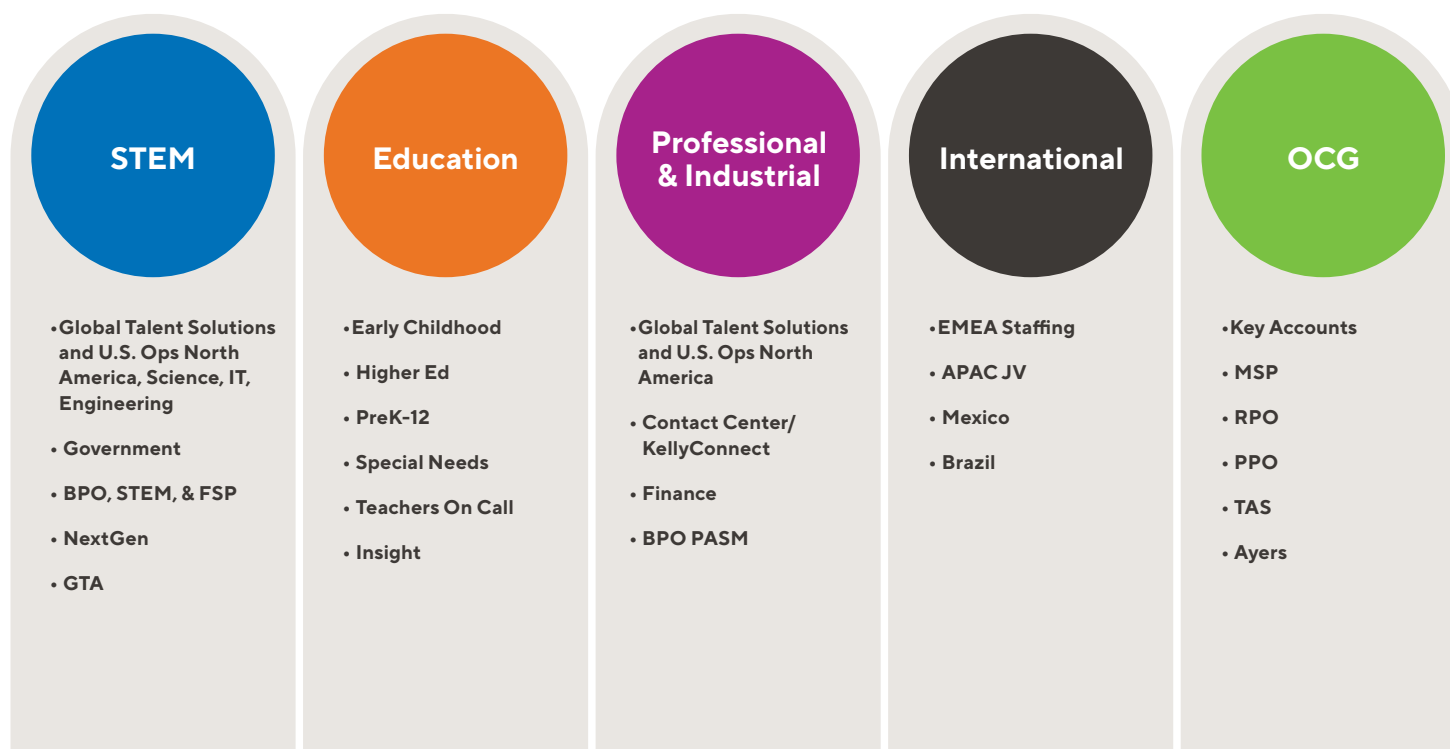 STEM
•Global Talent Solutions
and U.S. Ops North
America, Science, IT,
Engineering
• Government
• BPO, STEM, & FSP
• NextGen
• GTA
Education
•Early Childhood
• Higher Ed
• PreK-12
• Special Needs
• Teachers On Call
• Insight
Professional
& Industrial
•Global Talent Solutions
and U.S. Ops North
America
• Contact Center/
KellyConnect
• Finance
• BPO PASM
International
•EMEA Staffing
• APAC JV
• Mexico
• Brazil
OCG
•Key Accounts
• MSP
• RPO
• PPO
• TAS
• Ayers